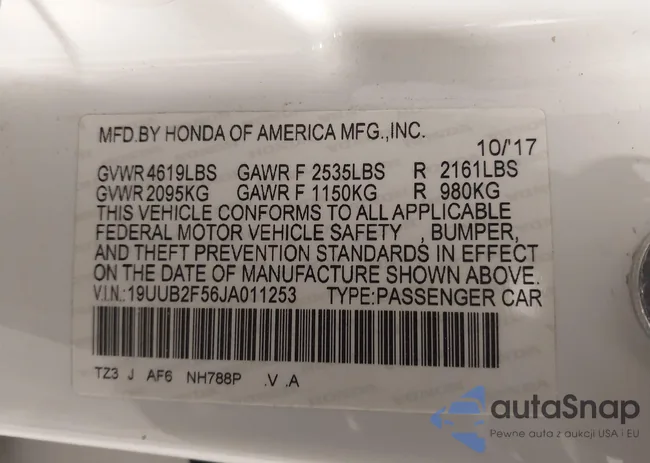 MFD.BY HONDA OF AMERICA MFG.,INC.
10/'17
GVWR 4619LBS GAWR F 2535LBS R 2161LBS
GVWR 2095KG GAWR F 1150KG R 980KG
THIS VEHICLE CONFORMS TO ALL APPLICABLE
FEDERAL MOTOR VEHICLE SAFETY , BUMPER,
AND THEFT PREVENTION STANDARDS IN EFFECT
ON THE DATE OF MANUFACTURE SHOWN ABOVE.
V.I.N.:19UUB2F56JA011253 TYPE:PASSENGER CAR
TZ3 J AF6 NH788P .V .A
autaSnap
Pewne auta z aukcji USA i EU